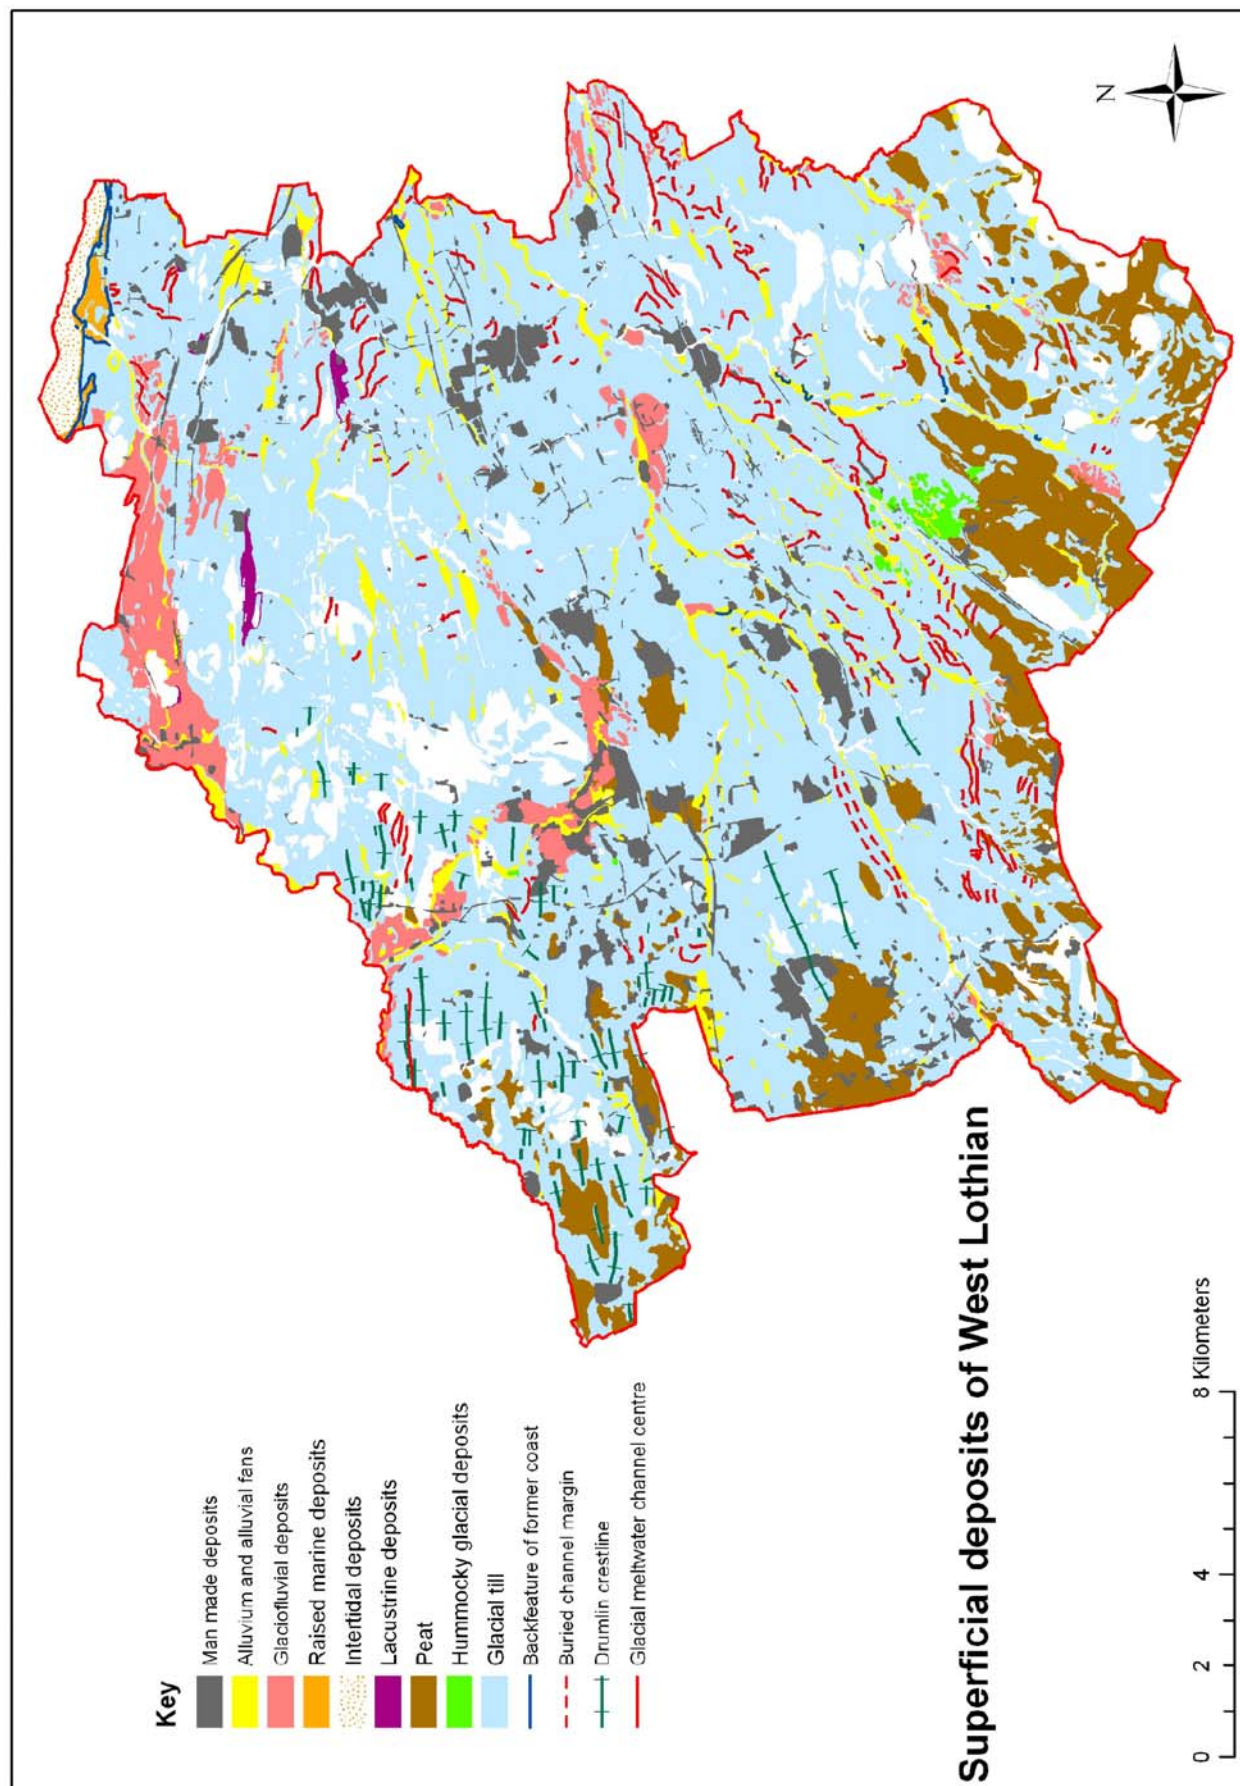 N
Key
Man made deposits
Alluvium and alluvial fans
Glaciofluvial deposits
Raised marine deposits
Intertidal deposits
Lacustrine deposits
Peat
Hummocky glacial deposits
Glacial till
Backfeature of former coast
Buried channel margin
Drumlin crestline
Glacial meltwater channel centre
Superficial deposits of West Lothian
0 2 4 8 Kilometers